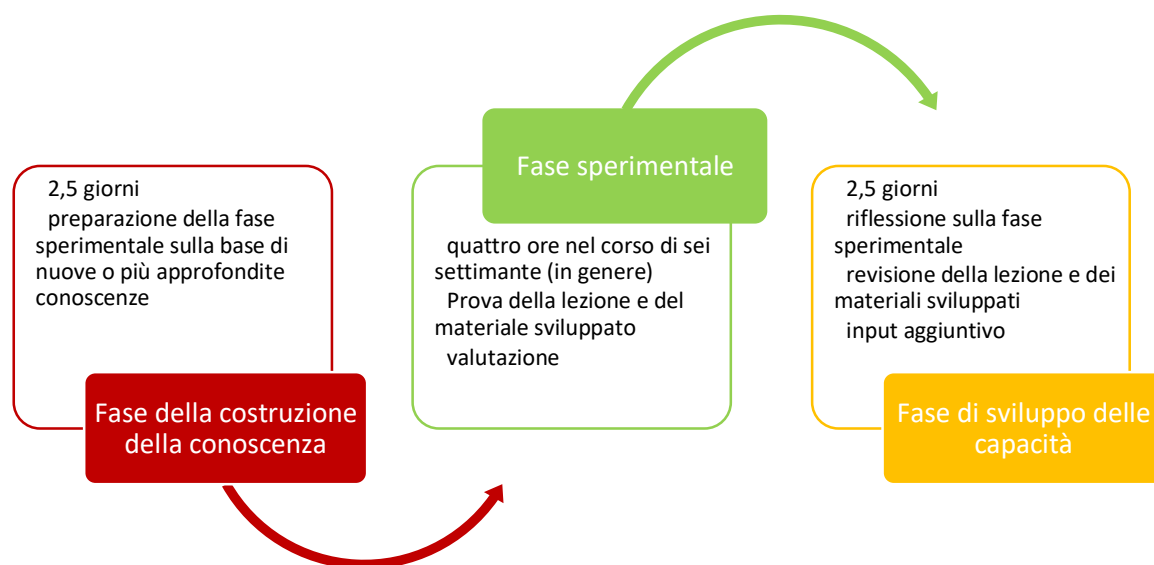 2,5 giorni
preparazione della fase
sperimentale sulla base di
nuove o più approfondite
conoscenze
Fase della costruzione
della conoscenza
Fase sperimentale
quattro ore nel corso di sei
settimante (in genere)
Prova della lezione e del
materiale sviluppato
valutazione
2,5 giorni
riflessione sulla fase
sperimentale
revisione della lezione e dei
materiali sviluppati
input aggiuntivo
Fase di sviluppo delle
capacità